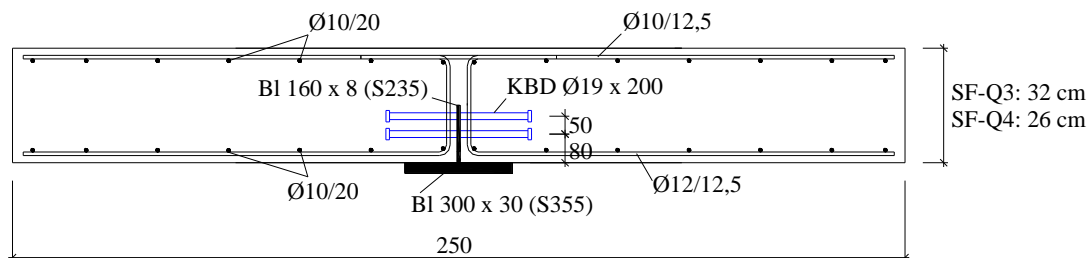 Ø10/20
Ø10/12,5
Bl 160 x 8 (S235)
KBD Ø19 x 200
SF-Q3: 32 cm
SF-Q4: 26 cm
50
80
Ø10/20
Ø12/12,5
Bl 300 x 30 (S355)
250